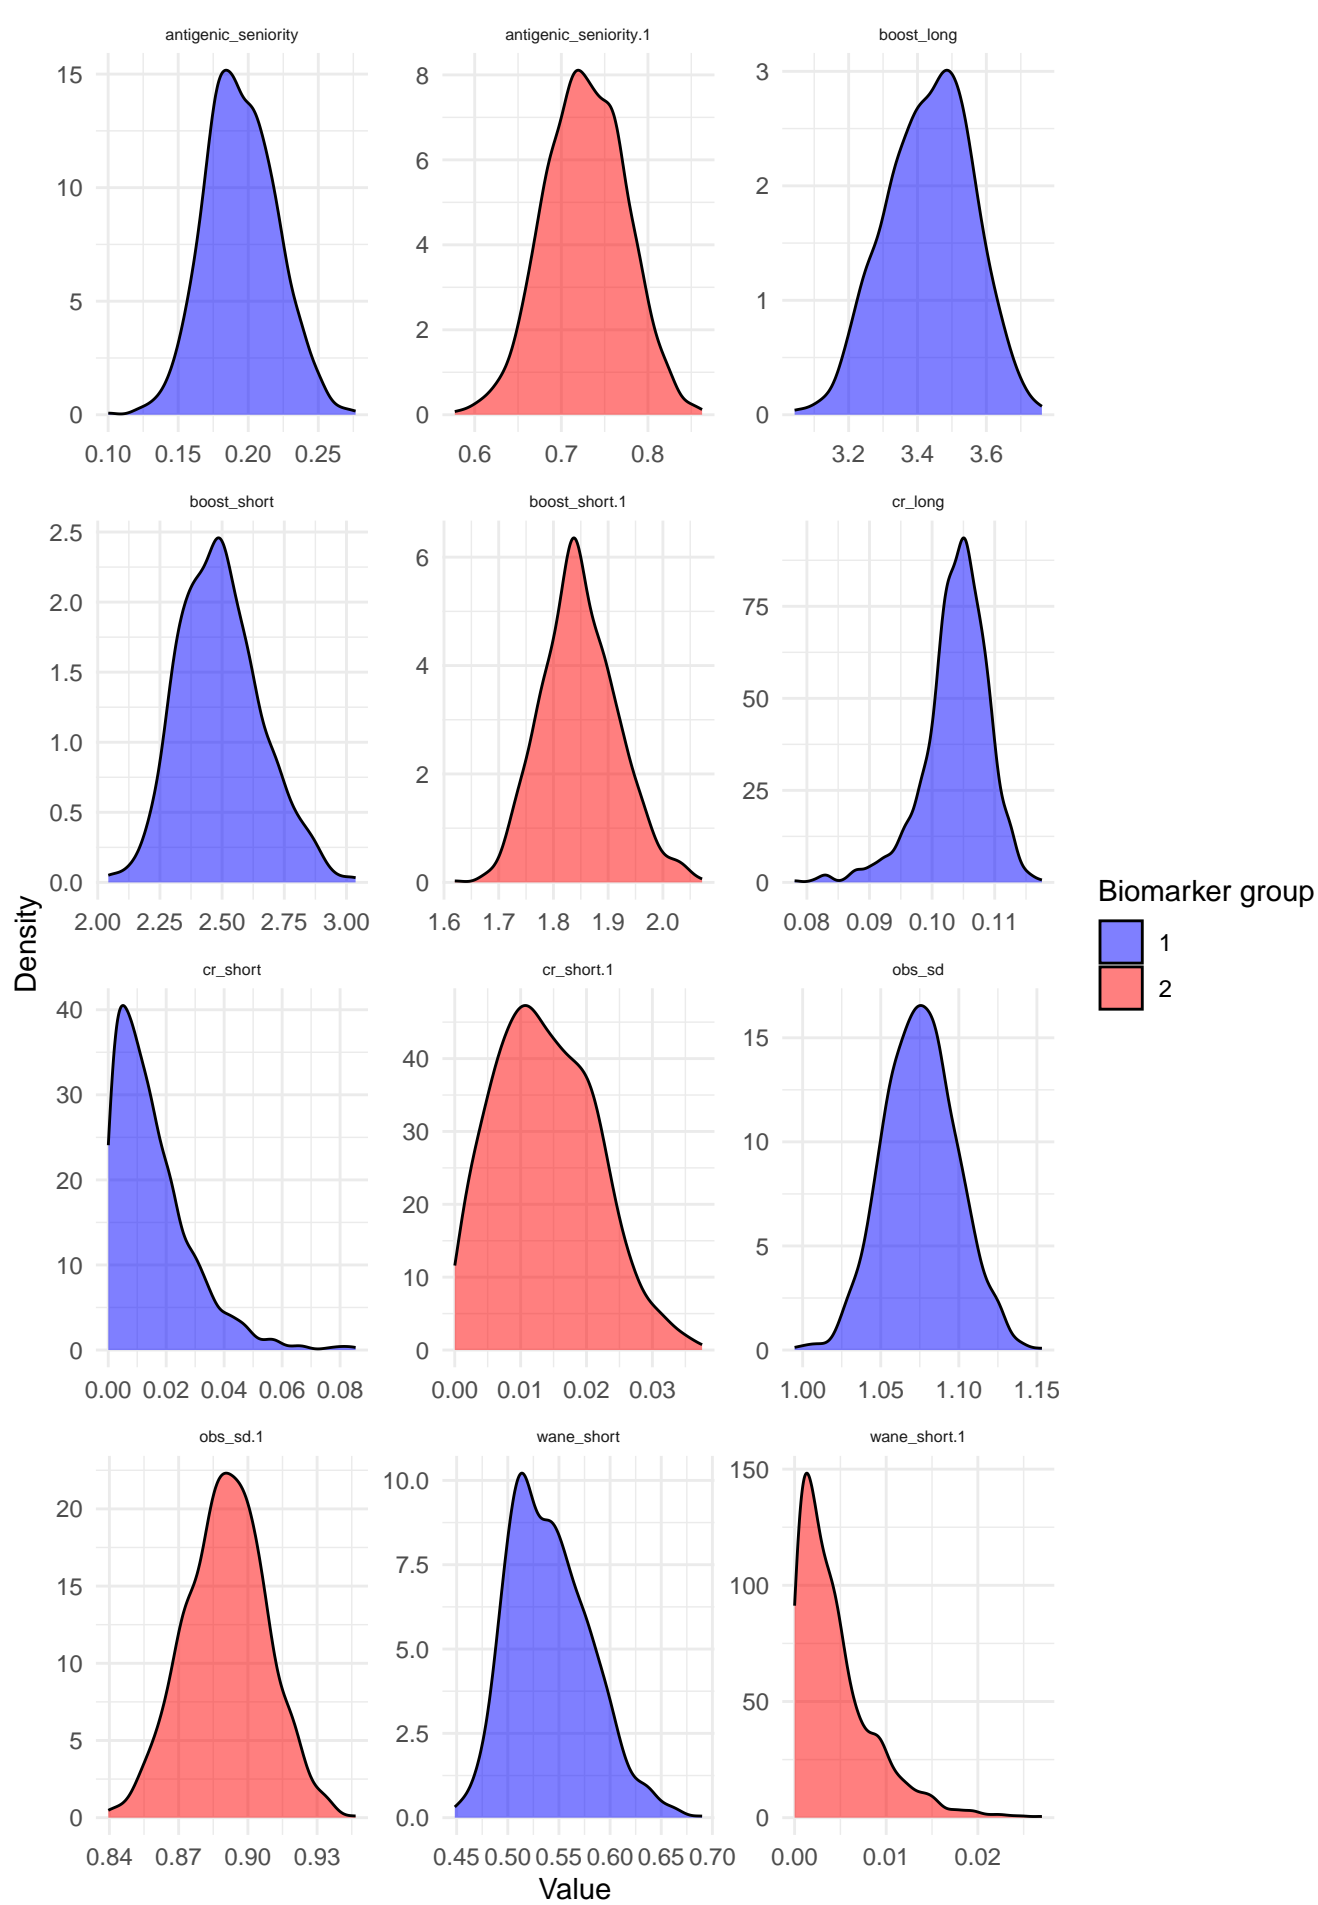 antigenic_seniority
antigenic_seniority.1
boost_long
15
10
5
0
0.10 0.15 0.20 0.25
8
6
4
2
0
0.6 0.7 0.8
3
2
1
0
3.2 3.4 3.6
boost_short
boost_short.1
cr_long
2.5
2.0
1.5
1.0
0.5
0.0
2.00 2.25 2.50 2.75 3.00
6
4
2
0
1.6 1.7 1.8 1.9 2.0
75
50
25
0
0.08 0.09 0.10 0.11
Density
Biomarker group
1
2
cr_short
cr_short.1
obs_sd
40
30
20
10
0
0.00 0.02 0.04 0.06 0.08
40
30
20
10
0
0.00 0.01 0.02 0.03
15
10
5
0
1.00 1.05 1.10 1.15
obs_sd.1
wane_short
wane_short.1
20
15
10
5
0
0.84 0.87 0.90 0.93
10.0
7.5
5.0
2.5
0.0
0.45 0.50 0.55 0.60 0.65 0.70
150
100
50
0
0.00 0.01 0.02
Value